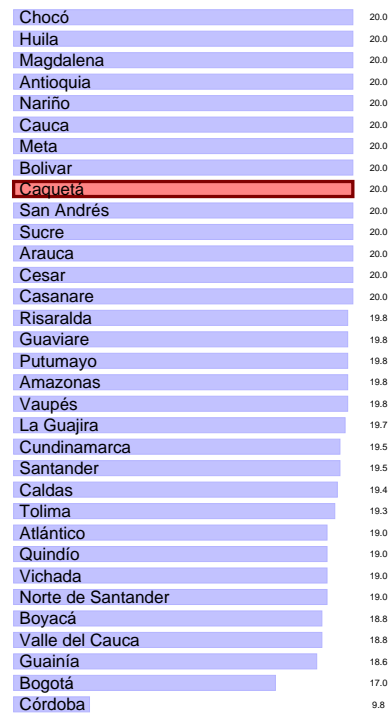 Chocó 20.0
Huila 20.0
Magdalena 20.0
Antioquia 20.0
Nariño 20.0
Cauca 20.0
Meta 20.0
Bolivar 20.0
Caquetá 20.0
San Andrés 20.0
Sucre 20.0
Arauca 20.0
Cesar 20.0
Casanare 20.0
Risaralda 19.8
Guaviare 19.8
Putumayo 19.8
Amazonas 19.8
Vaupés 19.8
La Guajira 19.7
Cundinamarca 19.5
Santander 19.5
Caldas 19.4
Tolima 19.3
Atlántico 19.0
Quindío 19.0
Vichada 19.0
Norte de Santander 19.0
Boyacá 18.8
Valle del Cauca 18.8
Guainía 18.6
Bogotá 17.0
Córdoba 9.8